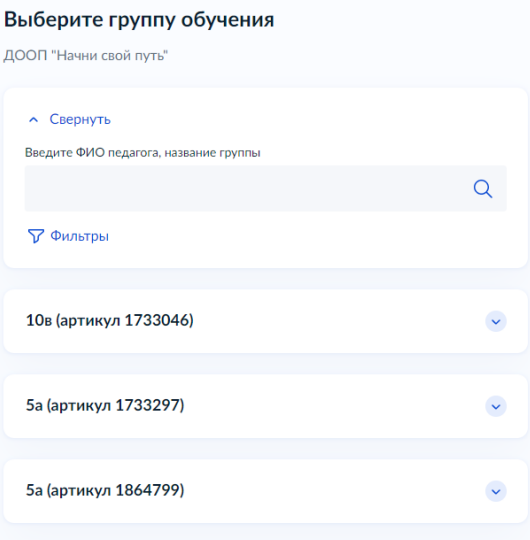 Выберите группу обучения
ДООП "Начни свой путь"
Свернуть
Введите ФИО педагога, название группы
Фильтры
10в (артикул 1733046)
5а (артикул 1733297)
5а (артикул 1864799)